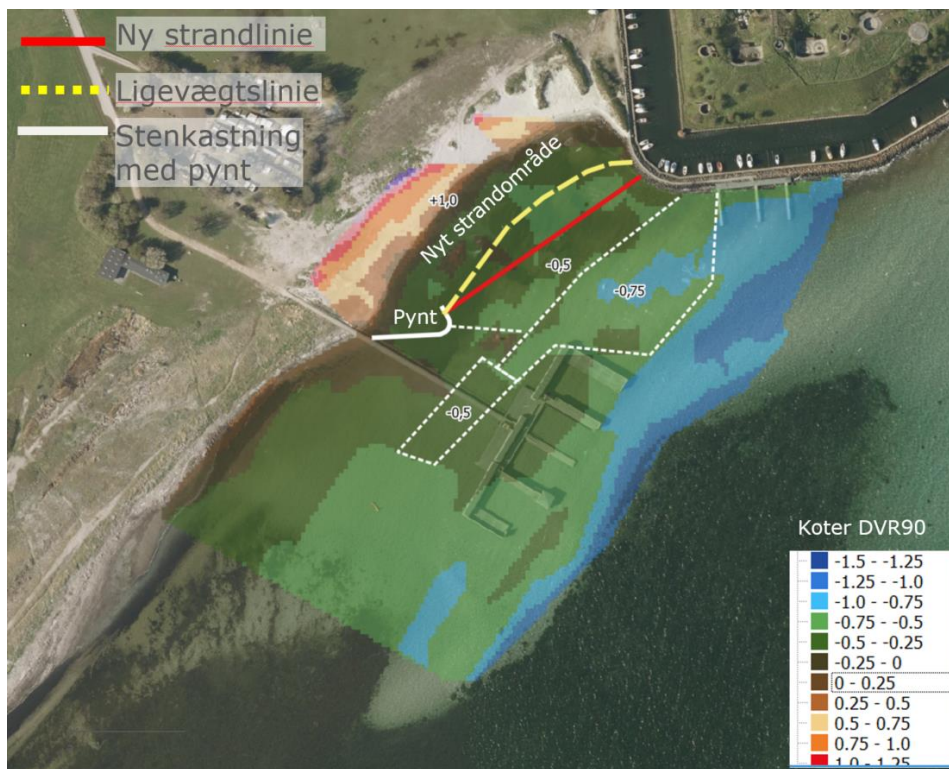 Ny strandlinie
Ligevægtslinie
Stenkastning
med pynt
Nyt strandområde
+1,0
-0,5
-0,75
Pynt
-0,5
Koter DVR90
-1.5 - -1.25
-1.25 - -1.0
-1.0 - -0.75
-0.75 - -0.5
-0.5 - -0.25
-0.25 - 0
0 - 0.25
0.25 - 0.5
0.5 - 0.75
0.75 - 1.0
1.0 - 1.25